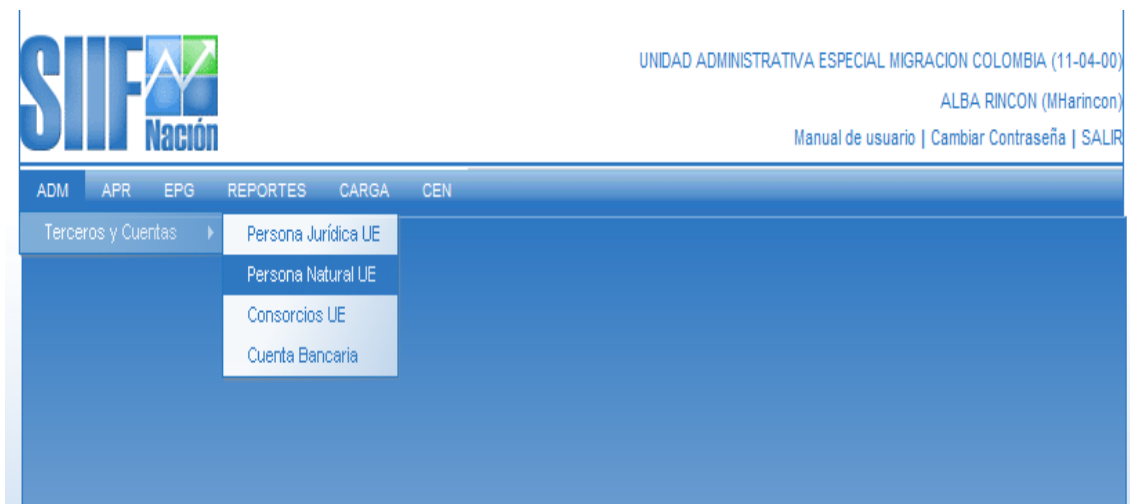 SIIF
Nación
UNIDAD ADMINISTRATIVA ESPECIAL MIGRACION COLOMBIA (11-04-00)
ALBA RINCON (MHarincon)
Manual de usuario | Cambiar Contraseña | SALIR
ADM APR EPG REPORTES CARGA CEN
Terceros y Cuentas
Persona Jurídica UE
Persona Natural UE
Consorcios UE
Cuenta Bancaria